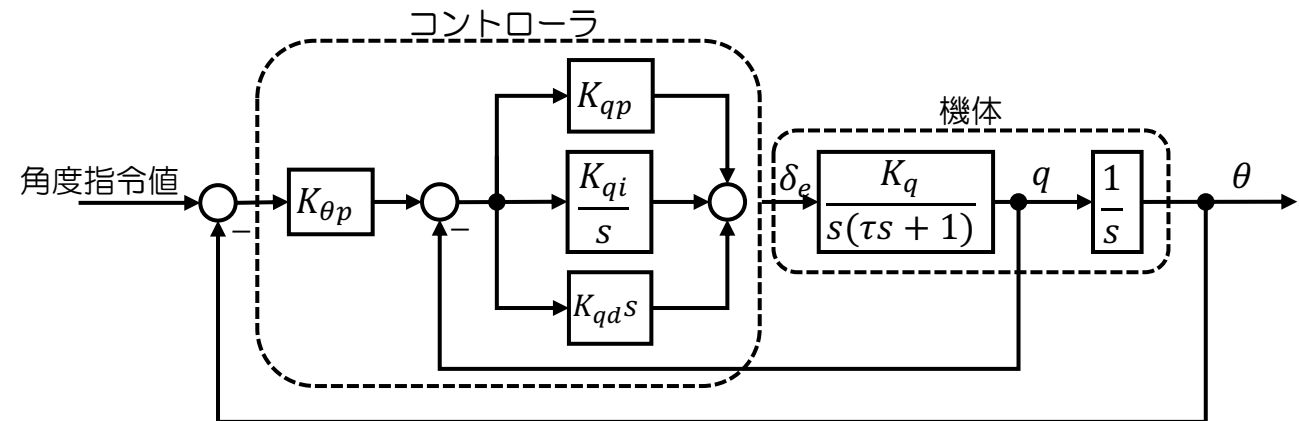 コントローラ
機体
角度指令値
−
K_{θp}
−
K_{qp}
K_{qi}
s
K_{qd}s
δ_e
K_q
s(τs + 1)
q
1
s
θ